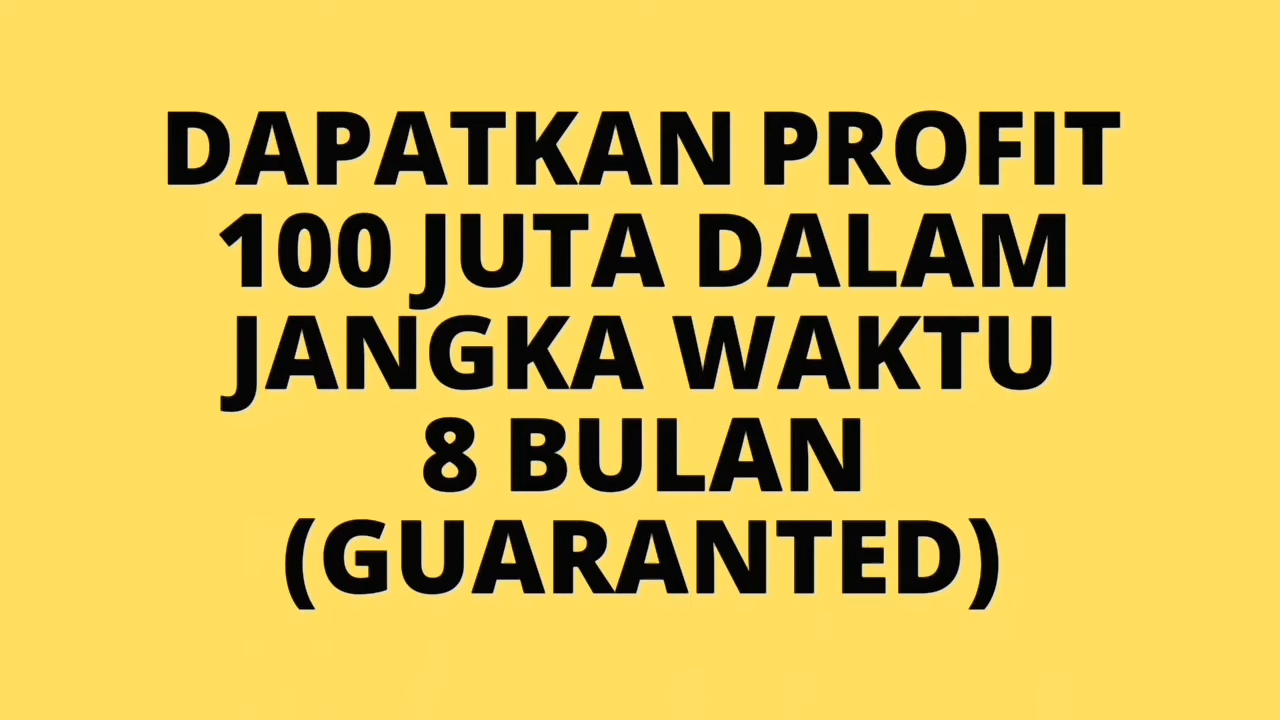 DAPATKAN PROFIT
100 JUTA DALAM
JANGKA WAKTU
8 BULAN
(GUARANTED)